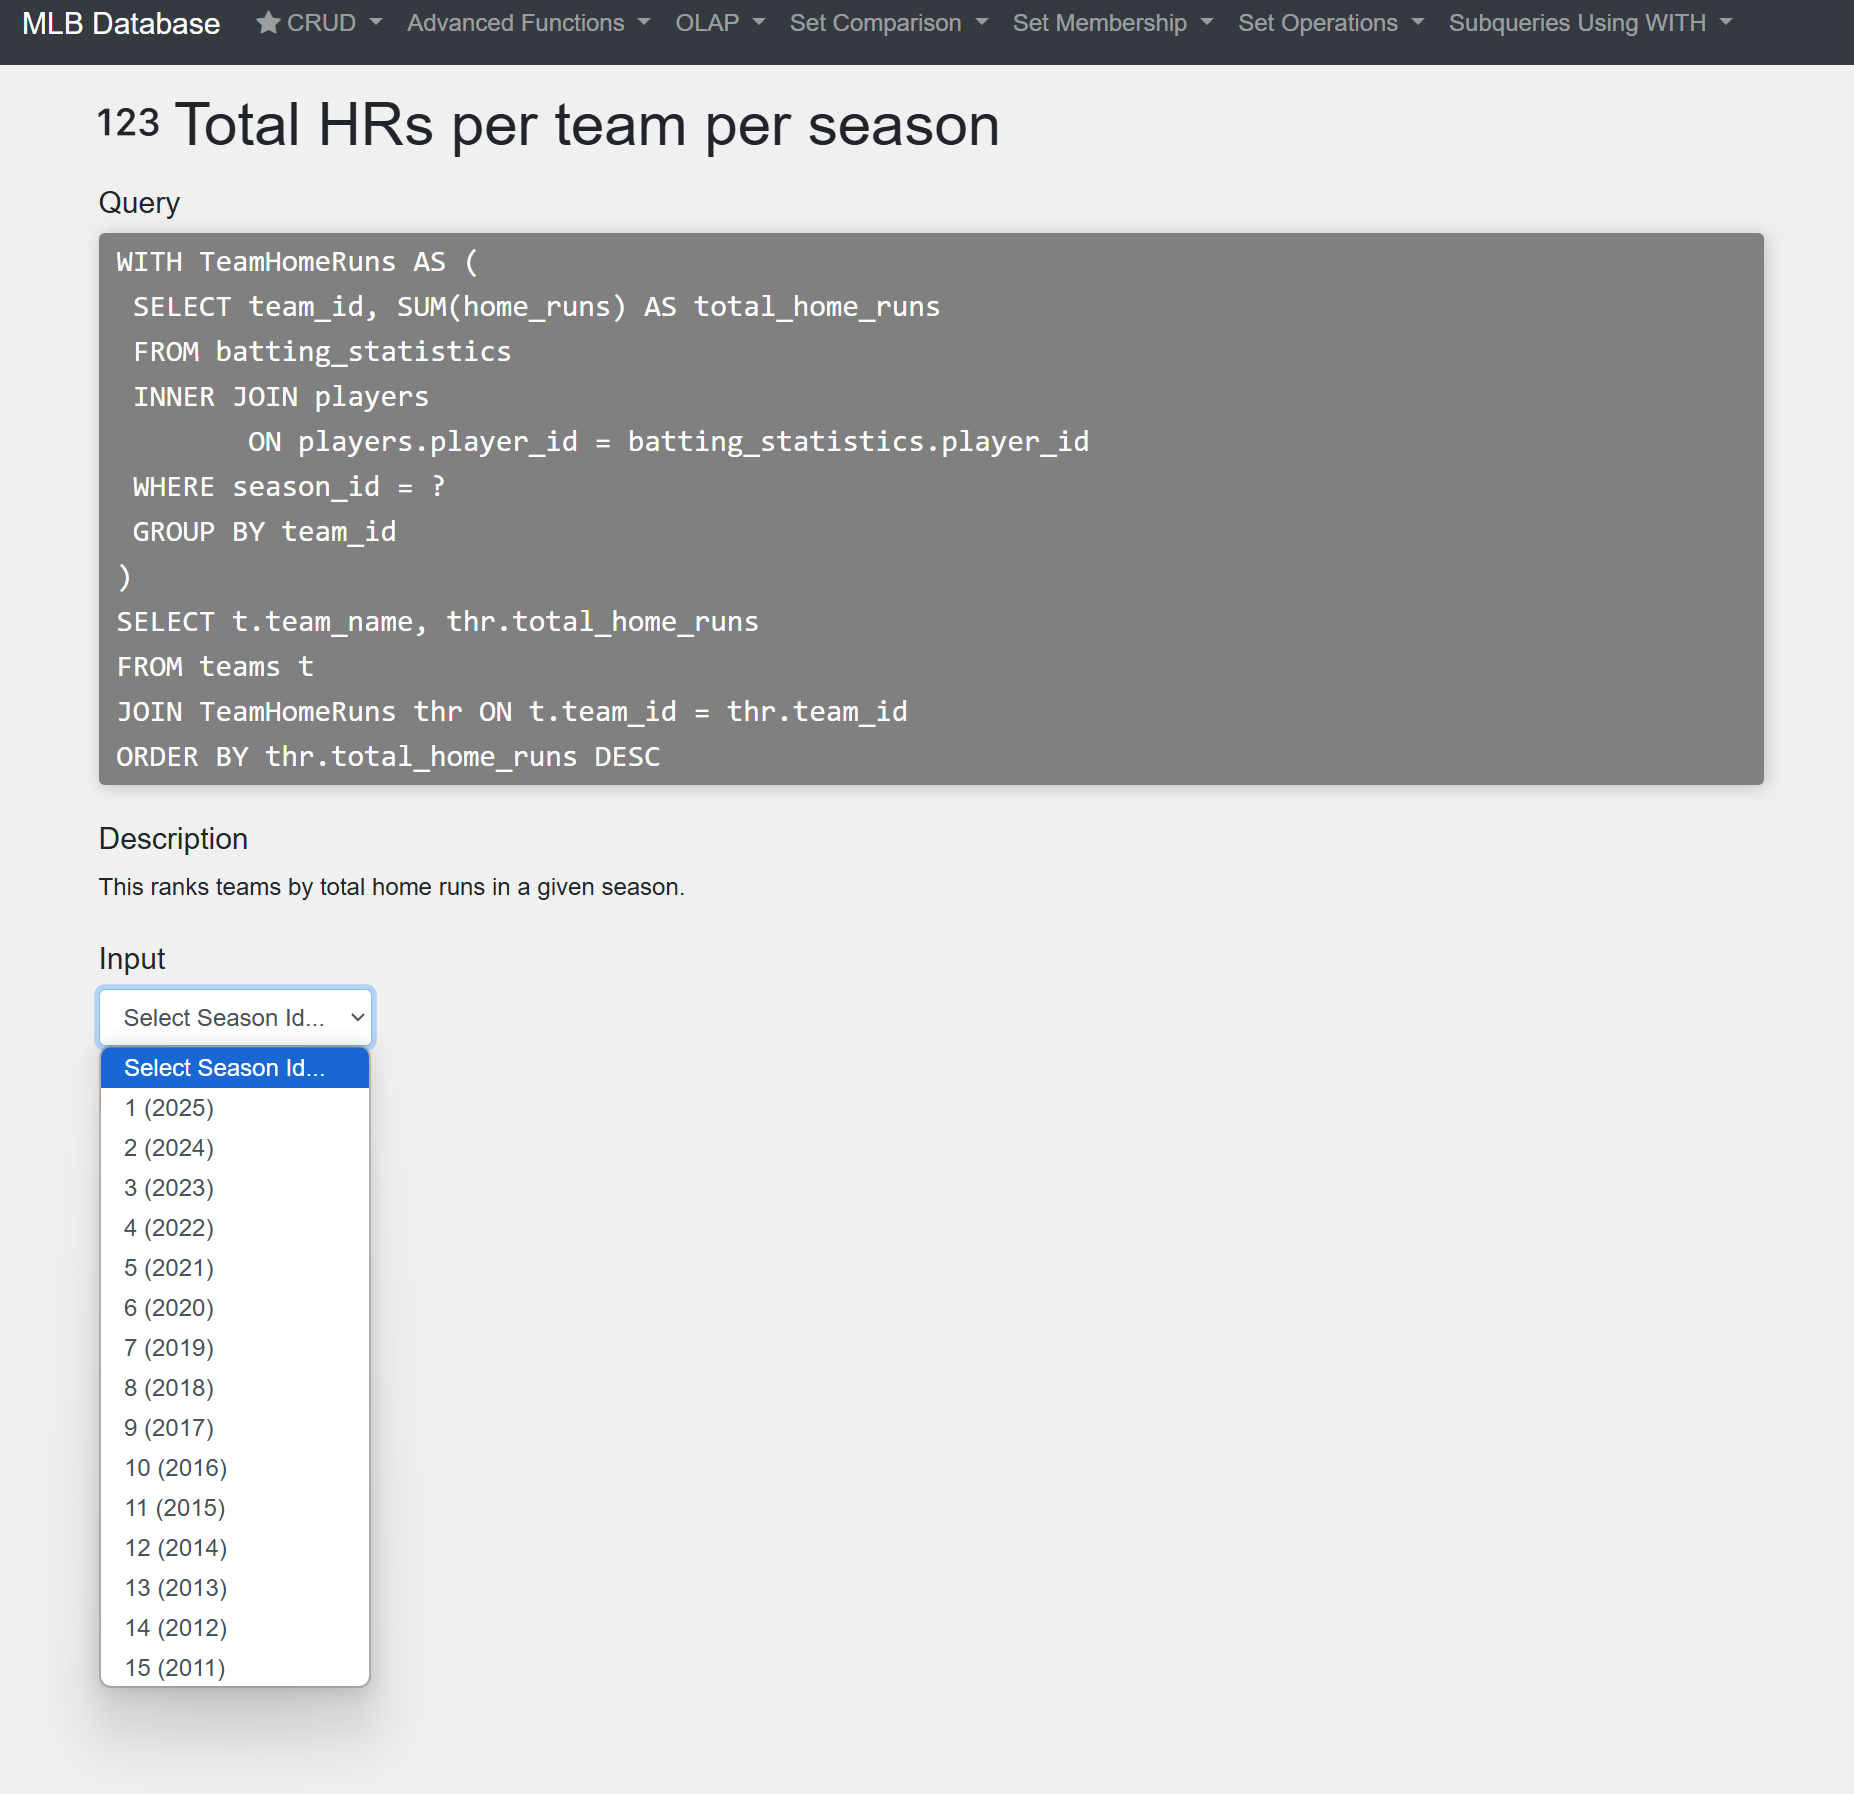 MLB Database CRUD Advanced Functions OLAP Set Comparison Set Membership Set Operations Subqueries Using WITH
123 Total HRs per team per season
Query
WITH TeamHomeRuns AS (
SELECT team_id, SUM(home_runs) AS total_home_runs
FROM batting_statistics
INNER JOIN players
ON players.player_id = batting_statistics.player_id
WHERE season_id = ?
GROUP BY team_id
)
SELECT t.team_name, thr.total_home_runs
FROM teams t
JOIN TeamHomeRuns thr ON t.team_id = thr.team_id
ORDER BY thr.total_home_runs DESC
Description
This ranks teams by total home runs in a given season.
Input
Select Season Id...
Select Season Id...
1 (2025)
2 (2024)
3 (2023)
4 (2022)
5 (2021)
6 (2020)
7 (2019)
8 (2018)
9 (2017)
10 (2016)
11 (2015)
12 (2014)
13 (2013)
14 (2012)
15 (2011)